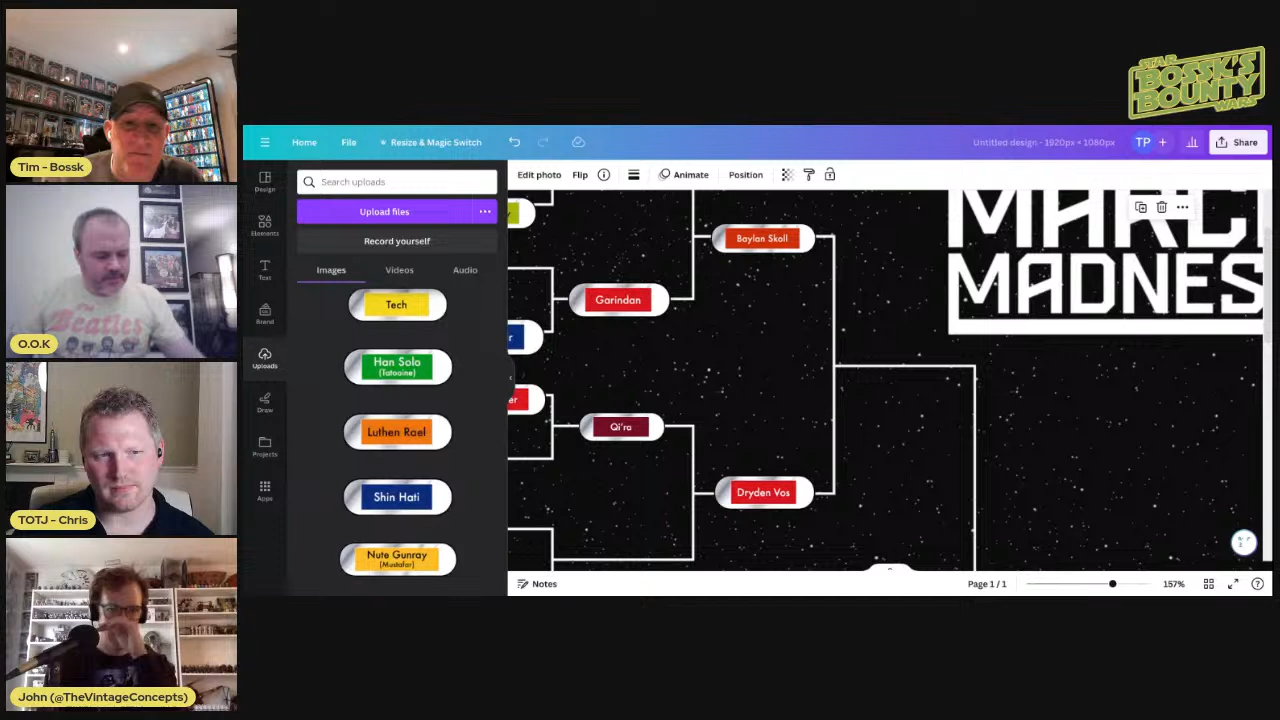 Tim - Bossk
O.O.K
Beatles
TOTJ - Chris
John (@TheVintageConcepts)
STAR
BOSSK'S
BOUNTY
WARS
Home
File
Resize & Magic Switch
Untitled design - 1920px × 1080px
TP
+
Share
Design
Elements
Text
Brand
Uploads
Draw
Projects
Apps
Search uploads
Upload files
Record yourself
Images
Videos
Audio
Tech
Han Solo
(Tatooine)
Luthen Rael
Shin Hati
Nute Gunray
(Mustafar)
Edit photo
Flip
Animate
Position
Baylan Skoll
Garindan
Qi'ra
Dryden Vos
MADNES
Notes
Page 1 / 1
157%